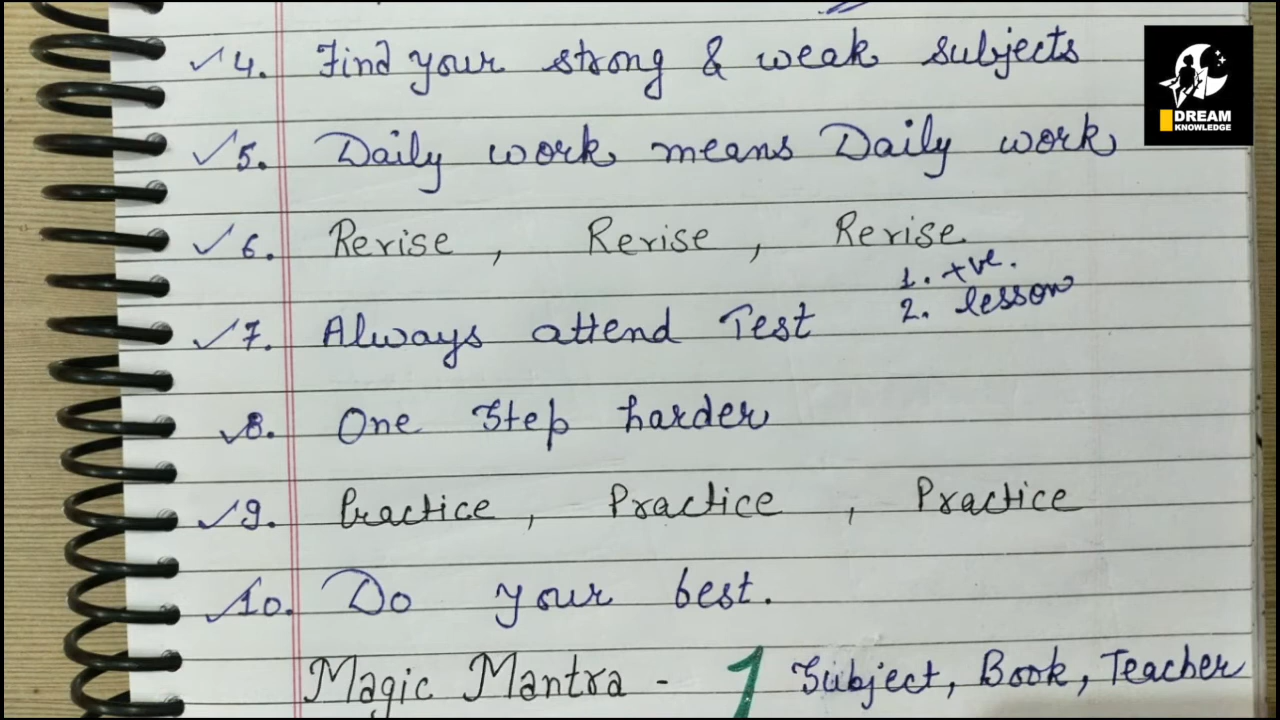 4. Find your strong & weak subjects
DREAM
KNOWLEDGE
5. Daily work means Daily work
6. Revise, Revise, Revise
1. +ve.
2. lesson
7. Always attend Test
8. One Step harder
9. Practice, Practice, Practice
10. Do your best.
Magic Mantra - 1 Subject, Book, Teacher